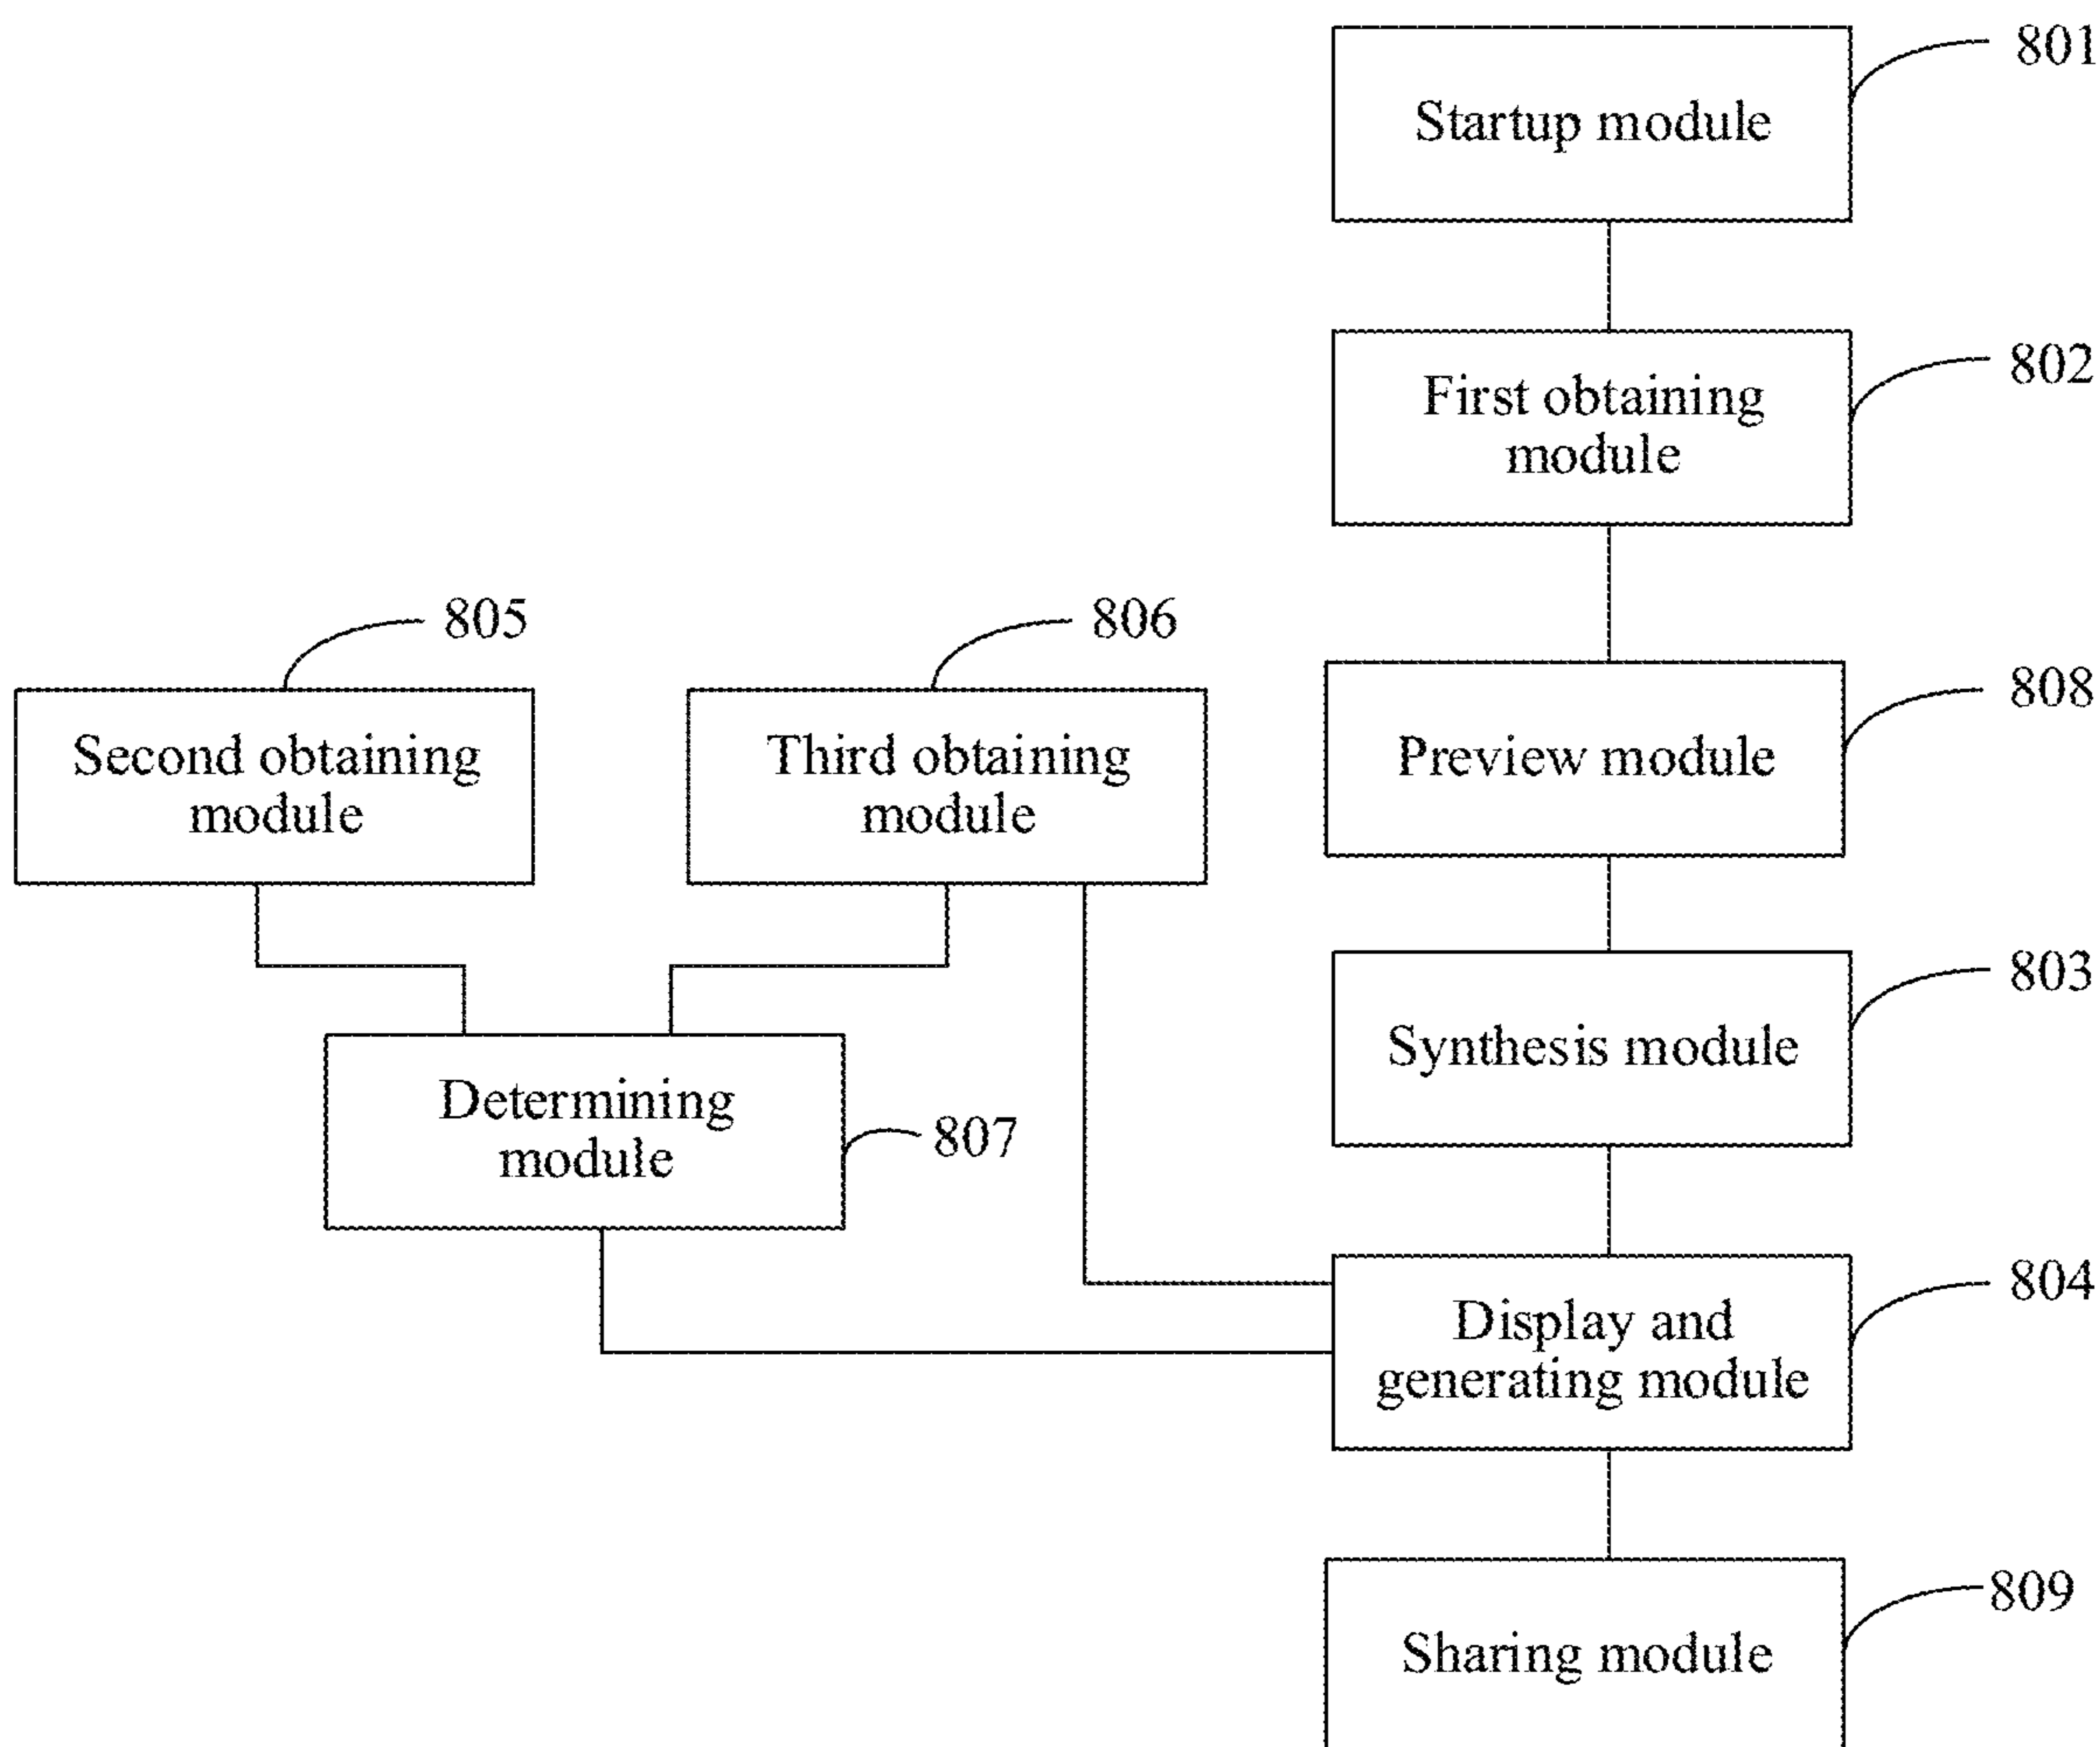 801
Startup module
802
First obtaining
module
805
806
808
Second obtaining
module
Third obtaining
module
Preview module
803
Synthesis module
Determining
module
807
804
Display and
generating module
809
Sharing module